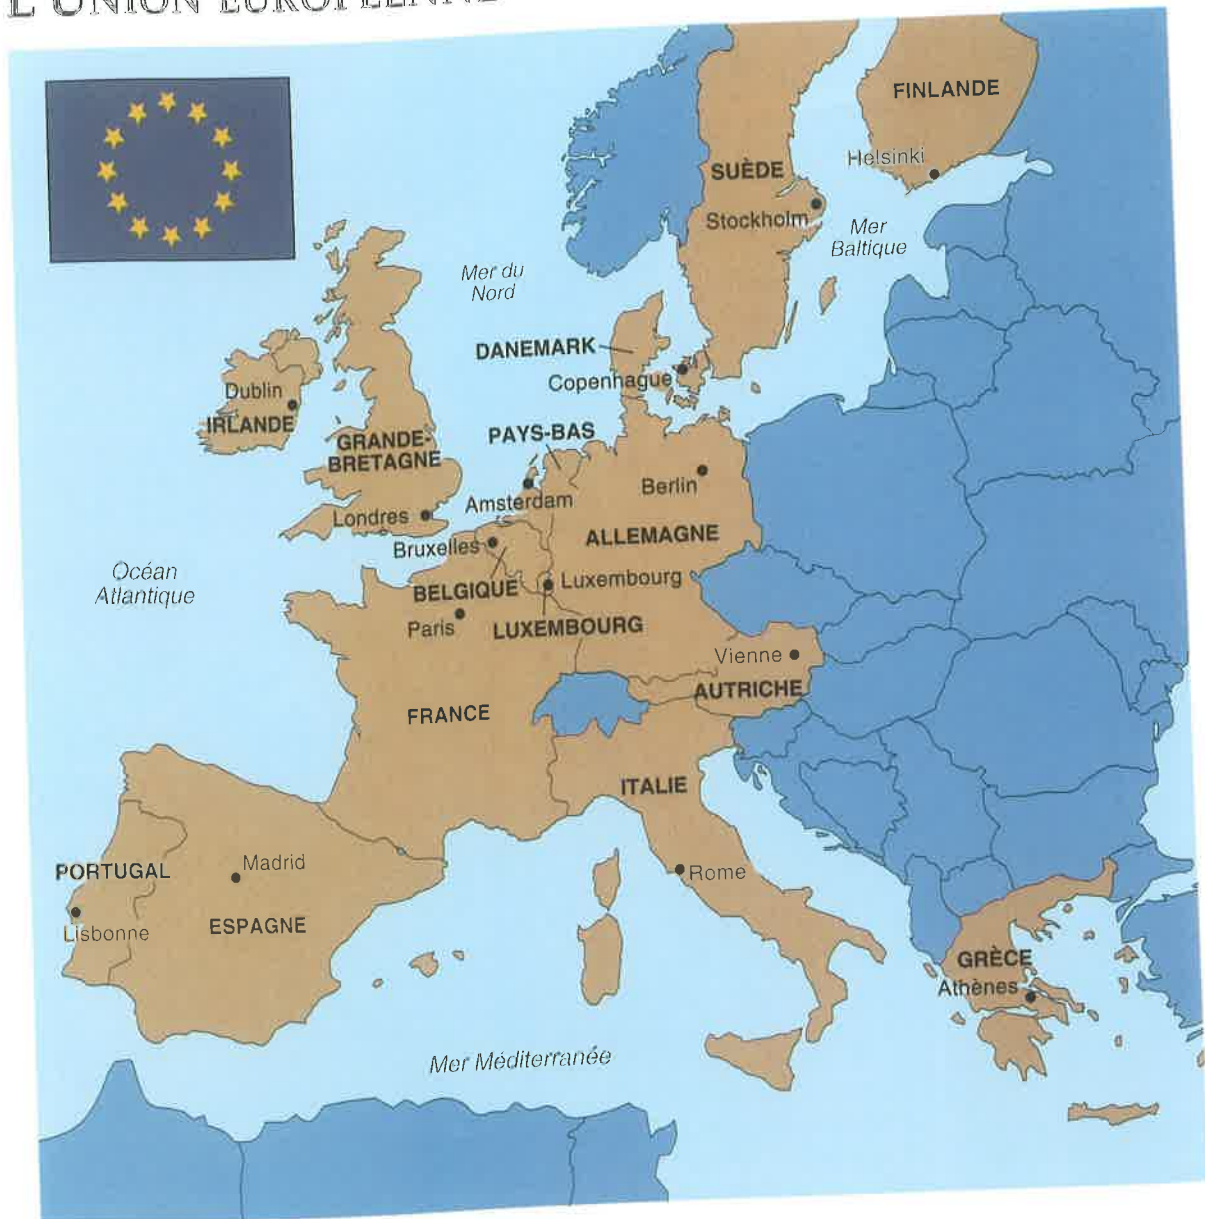 L'UNION EUROPÉENNE
FINLANDE
Helsinki
SUÈDE
Stockholm
Mer
Baltique
Mer du
Nord
DANEMARK
Copenhague
Dublin
IRLANDE
GRANDE-
BRETAGNE
PAYS-BAS
Amsterdam
Berlin
Londres
Bruxelles
ALLEMAGNE
Océan
Atlantique
BELGIQUE
Luxembourg
Paris
LUXEMBOURG
Vienne
AUTRICHE
FRANCE
ITALIE
PORTUGAL
Madrid
Rome
Lisbonne
ESPAGNE
GRÈCE
Athènes
Mer Méditerranée